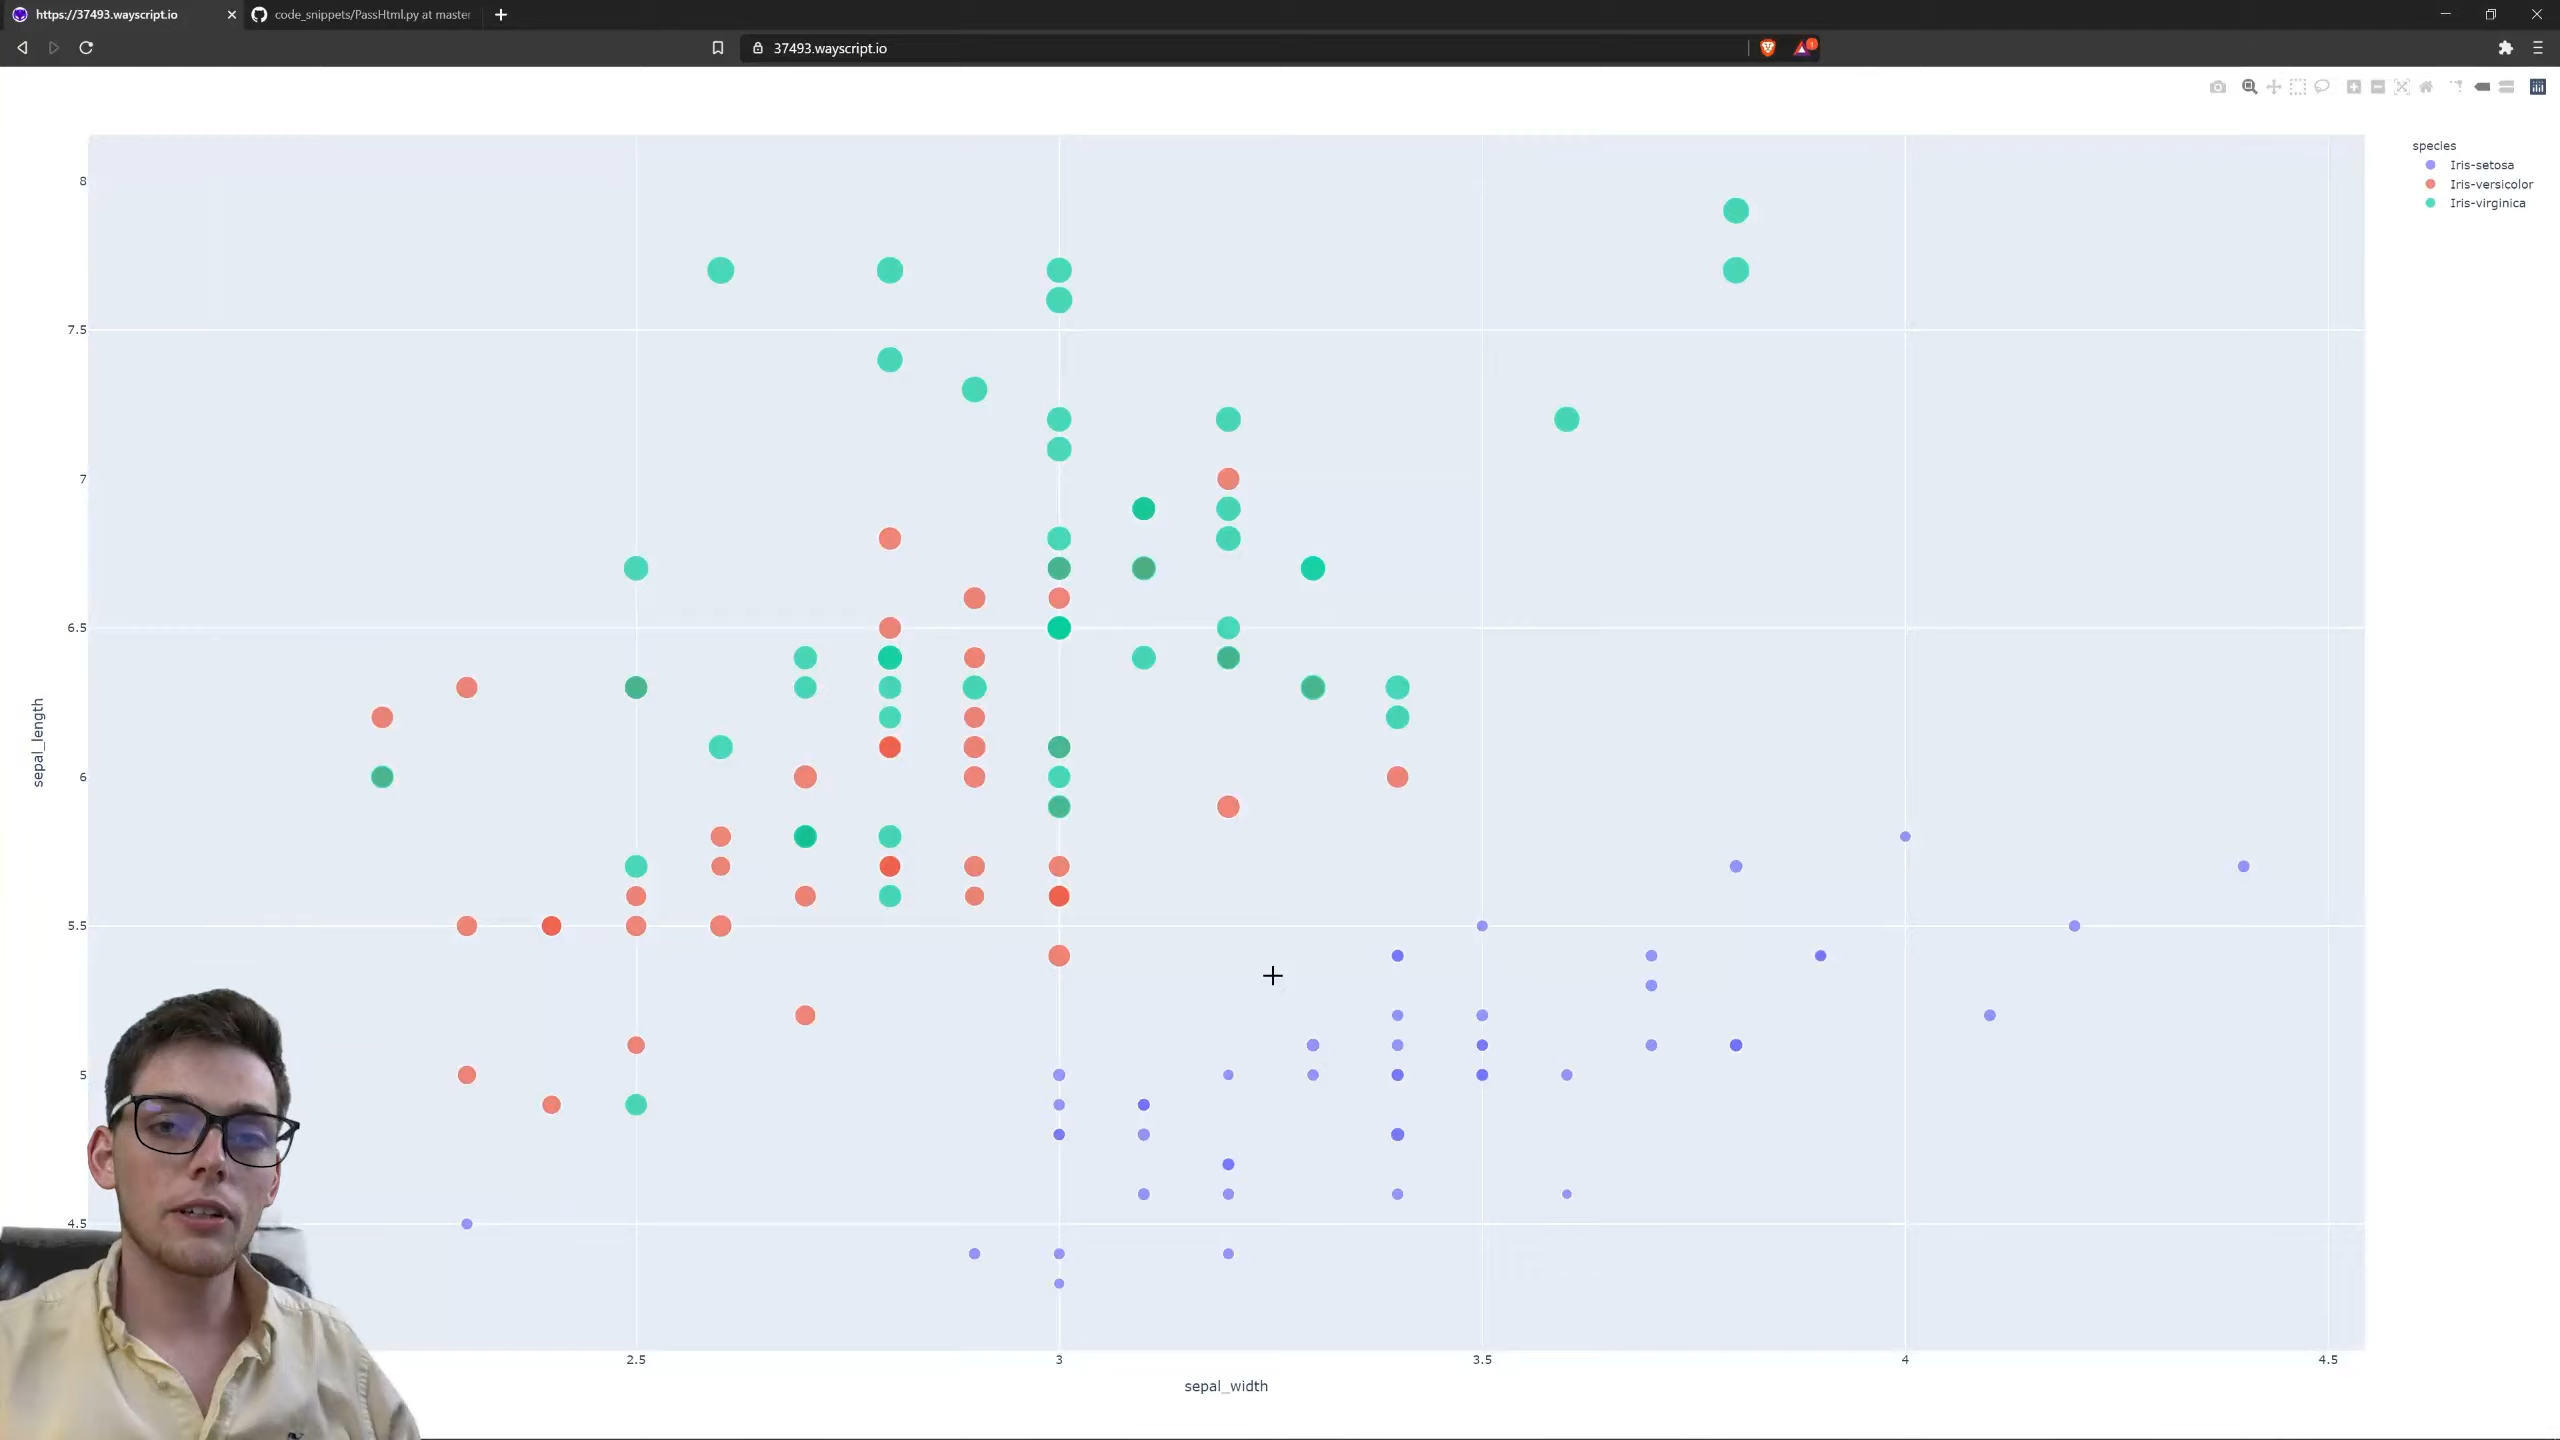 https://37493.wayscript.io
code_snippets/PassHtml.py at master
37493.wayscript.io
1
species
Iris-setosa
Iris-versicolor
Iris-virginica
8
7.5
7
6.5
6
5.5
5
4.5
sepal_length
2.5
3
3.5
4
4.5
sepal_width